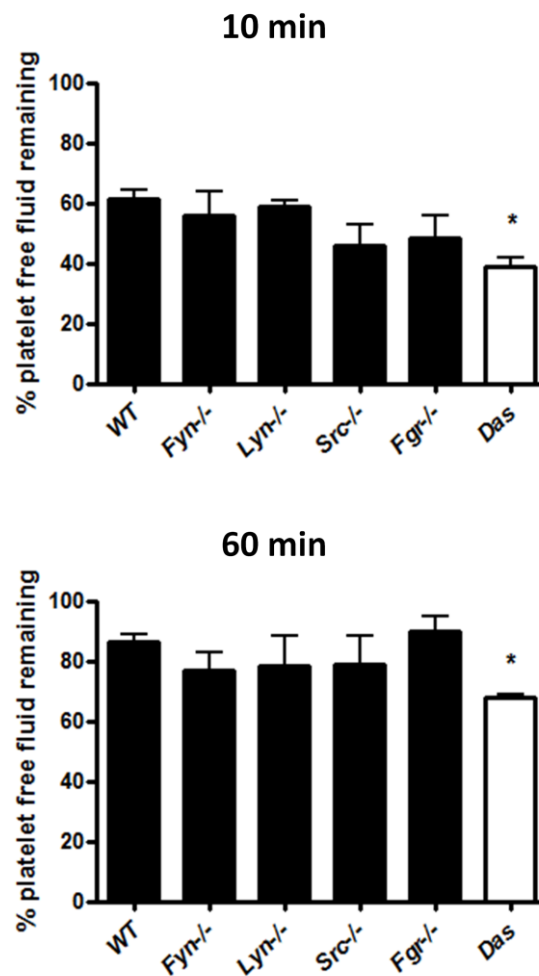 10 min
% platelet free fluid remaining
100
80
60
40
20
0
*
WT
Fyn-/-
Lyn-/-
Src-/-
Fgr-/-
Das
60 min
% platelet free fluid remaining
100
80
60
40
20
0
*
WT
Fyn-/-
Lyn-/-
Src-/-
Fgr-/-
Das